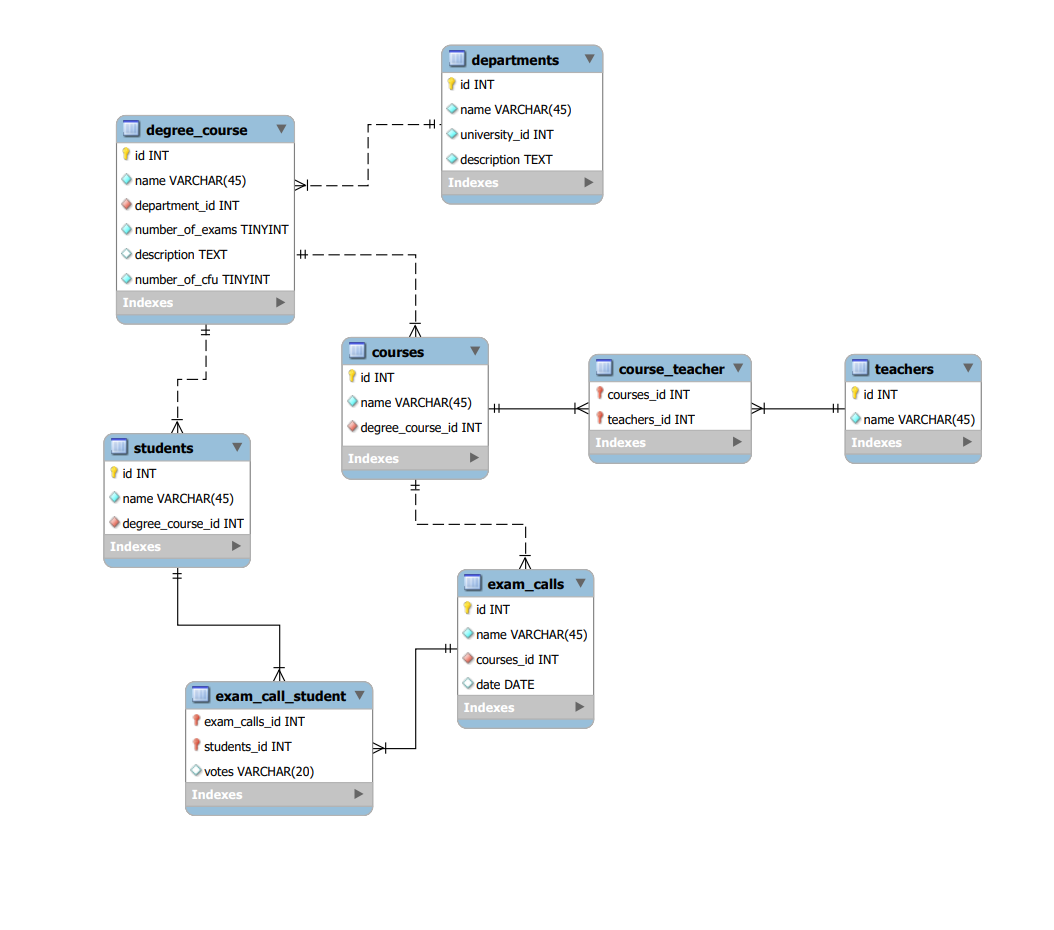 departments
id INT
name VARCHAR(45)
university_id INT
description TEXT
Indexes
degree_course
id INT
name VARCHAR(45)
department_id INT
number_of_exams TINYINT
description TEXT
number_of_cfu TINYINT
Indexes
courses
id INT
name VARCHAR(45)
degree_course_id INT
Indexes
course_teacher
courses_id INT
teachers_id INT
Indexes
teachers
id INT
name VARCHAR(45)
Indexes
students
id INT
name VARCHAR(45)
degree_course_id INT
Indexes
exam_calls
id INT
name VARCHAR(45)
courses_id INT
date DATE
Indexes
exam_call_student
exam_calls_id INT
students_id INT
votes VARCHAR(20)
Indexes